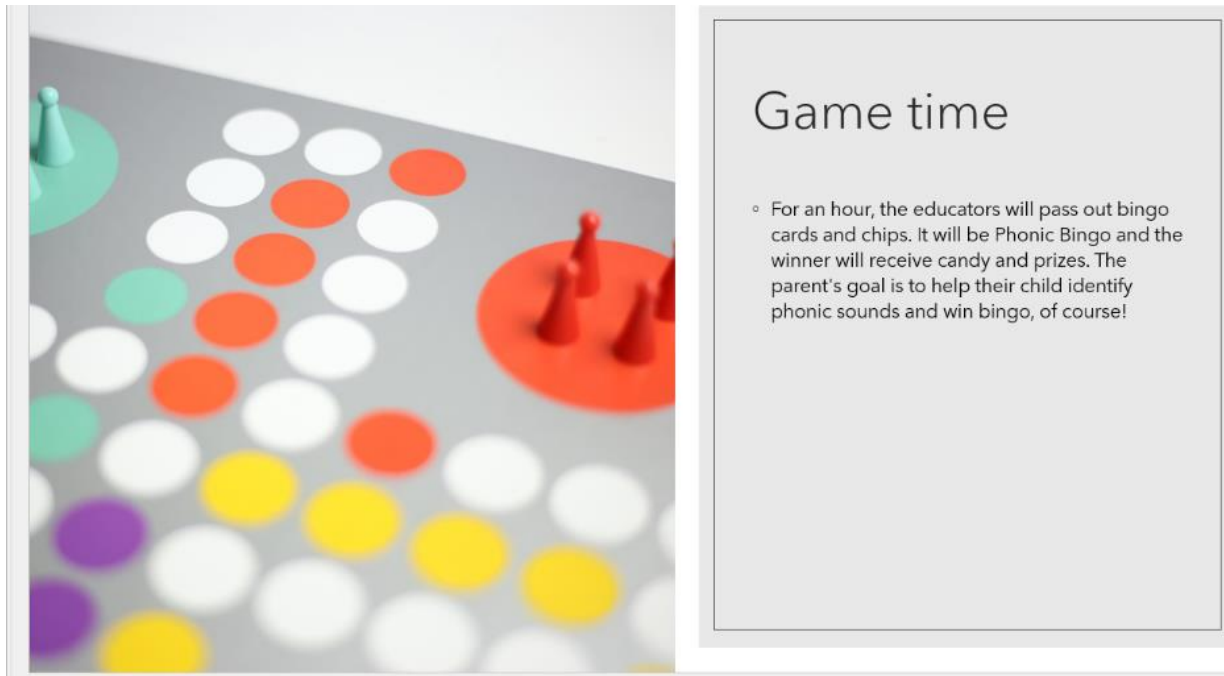 Game time
◦ For an hour, the educators will pass out bingo
cards and chips. It will be Phonic Bingo and the
winner will receive candy and prizes. The
parent's goal is to help their child identify
phonic sounds and win bingo, of course!